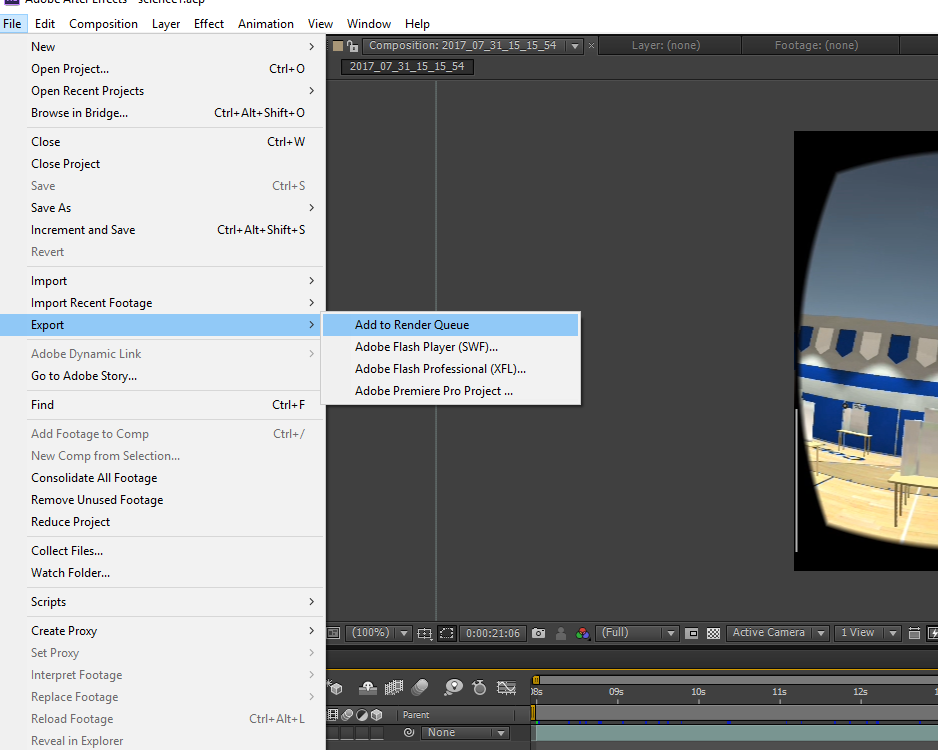 Adobe After Effects - science1.aep
File Edit Composition Layer Effect Animation View Window Help
New
Open Project... Ctrl+O
Open Recent Projects
Browse in Bridge... Ctrl+Alt+Shift+O
Close Ctrl+W
Close Project
Save Ctrl+S
Save As
Increment and Save Ctrl+Alt+Shift+S
Revert
Import
Import Recent Footage
Export
Adobe Dynamic Link
Go to Adobe Story...
Find Ctrl+F
Add Footage to Comp Ctrl+/
New Comp from Selection...
Consolidate All Footage
Remove Unused Footage
Reduce Project
Collect Files...
Watch Folder...
Scripts
Create Proxy
Set Proxy
Interpret Footage
Replace Footage
Reload Footage Ctrl+Alt+L
Reveal in Explorer
Add to Render Queue
Adobe Flash Player (SWF)...
Adobe Flash Professional (XFL)...
Adobe Premiere Pro Project ...
Composition: 2017_07_31_15_15_54 Layer: (none) Footage: (none)
2017_07_31_15_15_54
(100%) 0:00:21:06 (Full) Active Camera 1 View
08s 09s 10s 11s 12s
Parent
None